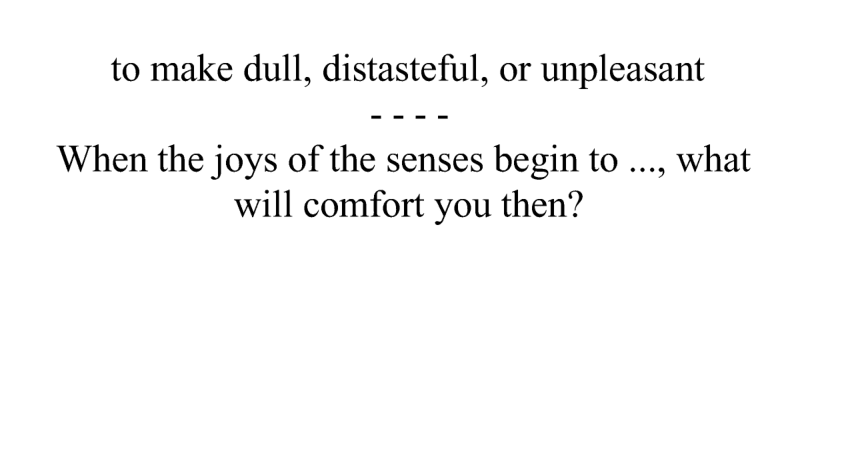 to make dull, distasteful, or unpleasant
- - - -
When the joys of the senses begin to ..., what
will comfort you then?